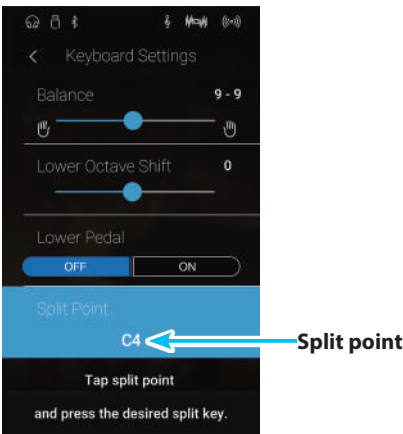 Keyboard Settings
Balance 9 - 9
Lower Octave Shift 0
Lower Pedal
OFF ON
Split Point
C4
Split point
Tap split point
and press the desired split key.